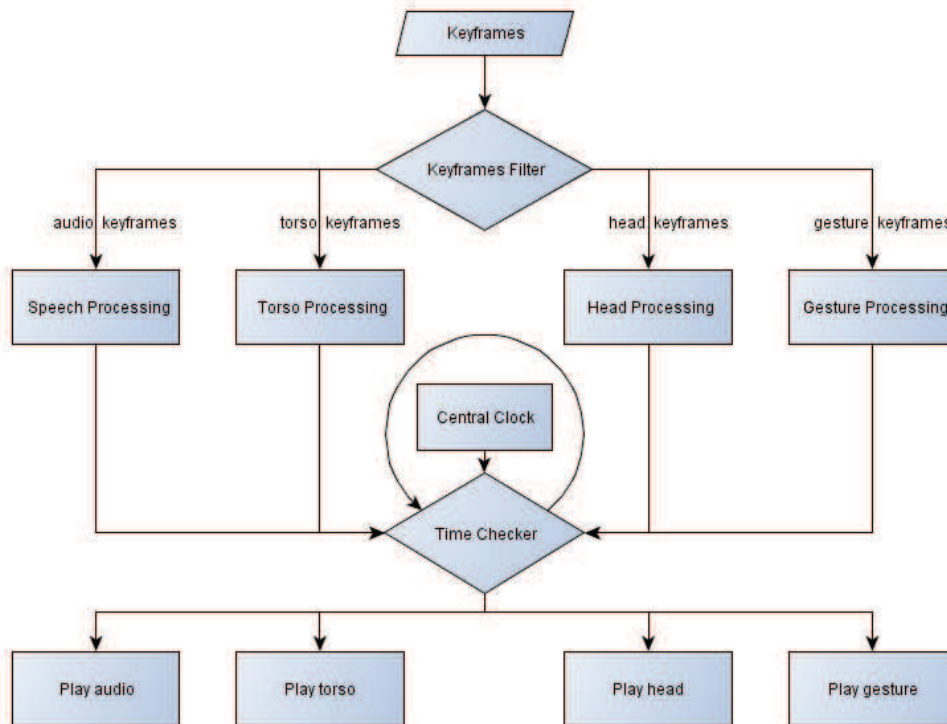 Keyframes
Keyframes Filter
audio keyframes
torso keyframes
head keyframes
gesture keyframes
Speech Processing
Torso Processing
Head Processing
Gesture Processing
Central Clock
Time Checker
Play audio
Play torso
Play head
Play gesture